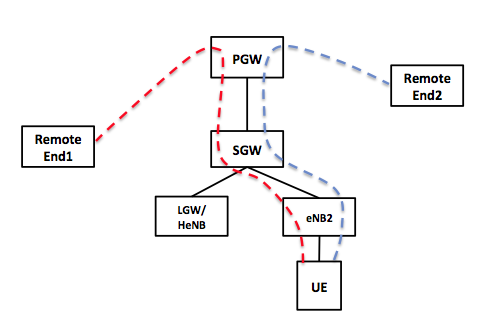 PGW
Remote
End2
Remote
End1
SGW
LGW/
HeNB
eNB2
UE